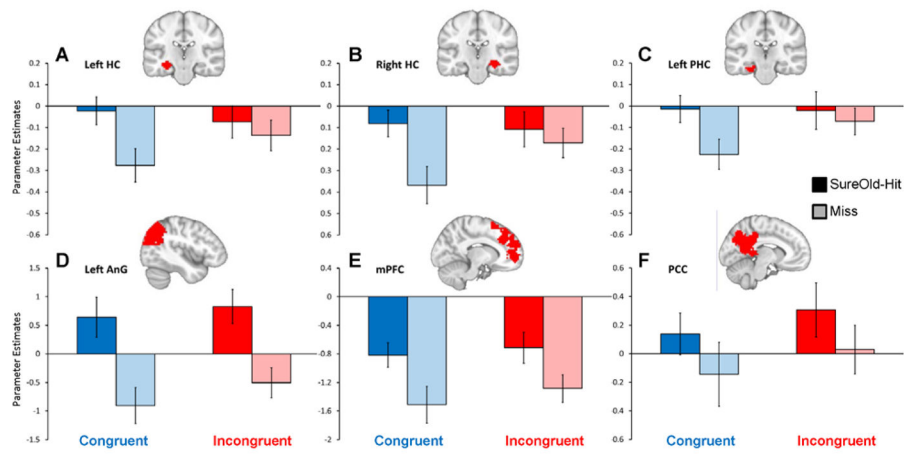 A
Left HC
Parameter Estimates
0.2
0.1
0
-0.1
-0.2
-0.3
-0.4
-0.5
-0.6
B
Right HC
0.2
0.1
0
-0.1
0.2
0.3
0.4
-0.5
-0.6
C
Left PHC
0.2
0.1
0
-0.1
-0.2
-0.3
-0.4
-0.5
-0.6
SureOld-Hit
Miss
D
Left AnG
Parameter Estimates
1.5
1
0.5
0
-0.5
-1
-1.5
Congruent Incongruent
E
mPFC
0.4
0
-0.4
-0.8
-1.2
-1.6
-2
Congruent Incongruent
F
PCC
0.6
0.4
0.2
0
0.2
0.4
0.6
Congruent Incongruent